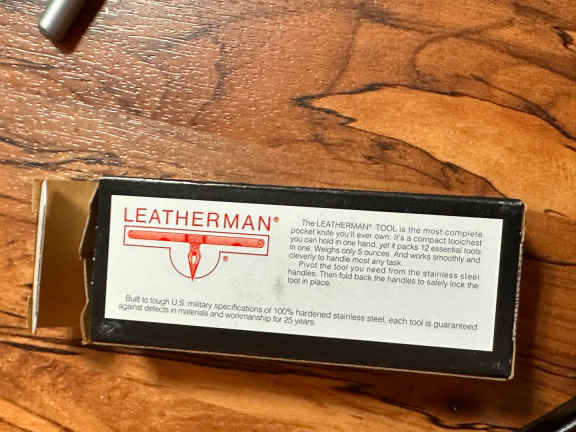 LEATHERMAN®
®
The LEATHERMAN® TOOL is the most complete
pocket knife you'll ever own. It's a compact toolchest
you can hold in one hand, yet it packs 12 essential tools
in one. Weighs only 5 ounces. And works smoothly and
cleverly to handle most any task.
Pivot the tool you need from the stainless steel
handles. Then fold back the handles to safely lock the
tool in place.
Built to tough U.S. military specifications of 100% hardened stainless steel, each tool is guaranteed
against defects in materials and workmanship for 25 years.